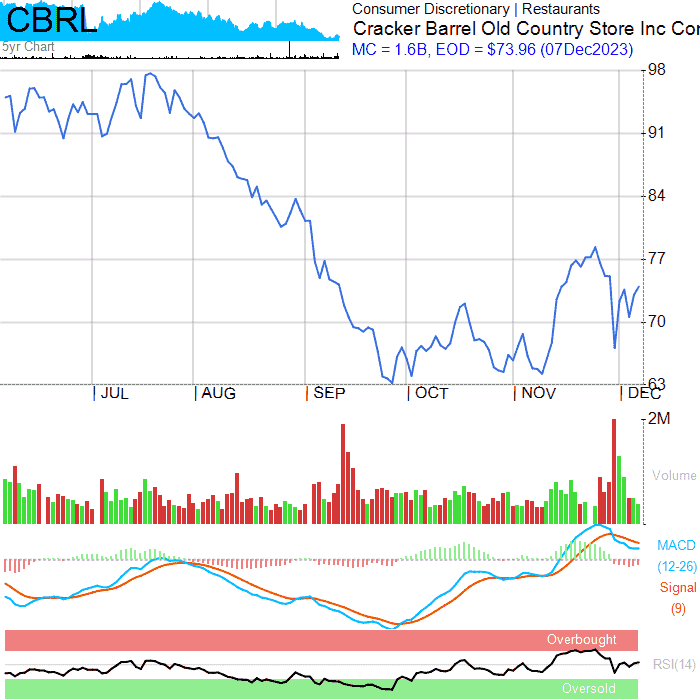 CBRL
5yr Chart
Consumer Discretionary | Restaurants
Cracker Barrel Old Country Store Inc Cor
MC = 1.6B, EOD = $73.96 (07Dec2023)
98
91
84
77
70
63
JUL AUG SEP OCT NOV DEC
2M
Volume
MACD
(12-26)
Signal
(9)
Overbought
RSI(14)
Oversold